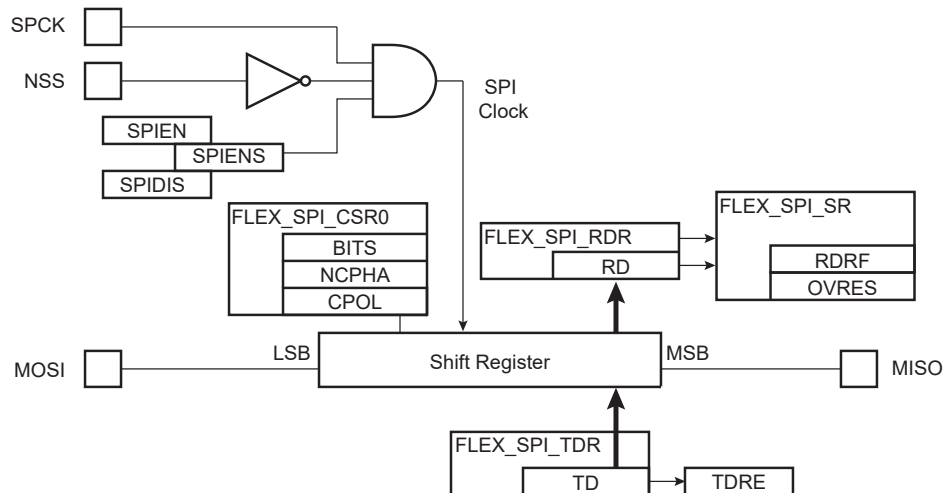 SPCK
NSS
SPI
Clock
SPIEN
SPIENS
SPIDIS
FLEX_SPI_CSR0
BITS
NCPHA
CPOL
FLEX_SPI_RDR
RD
FLEX_SPI_SR
RDRF
OVRES
MOSI
LSB
Shift Register
MSB
MISO
FLEX_SPI_TDR
TD
TDRE